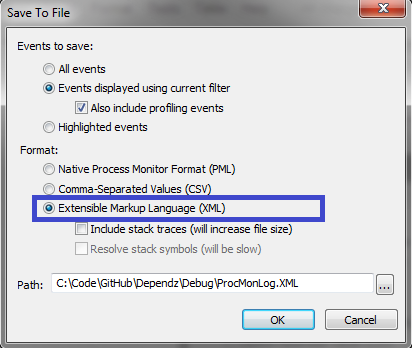 Save To File
Events to save:
All events
Events displayed using current filter
Also include profiling events
Highlighted events
Format:
Native Process Monitor Format (PML)
Comma-Separated Values (CSV)
Extensible Markup Language (XML)
Include stack traces (will increase file size)
Resolve stack symbols (will be slow)
Path: C:\Code\GitHub\Dependz\Debug\ProcMonLog.XML ...
OK Cancel